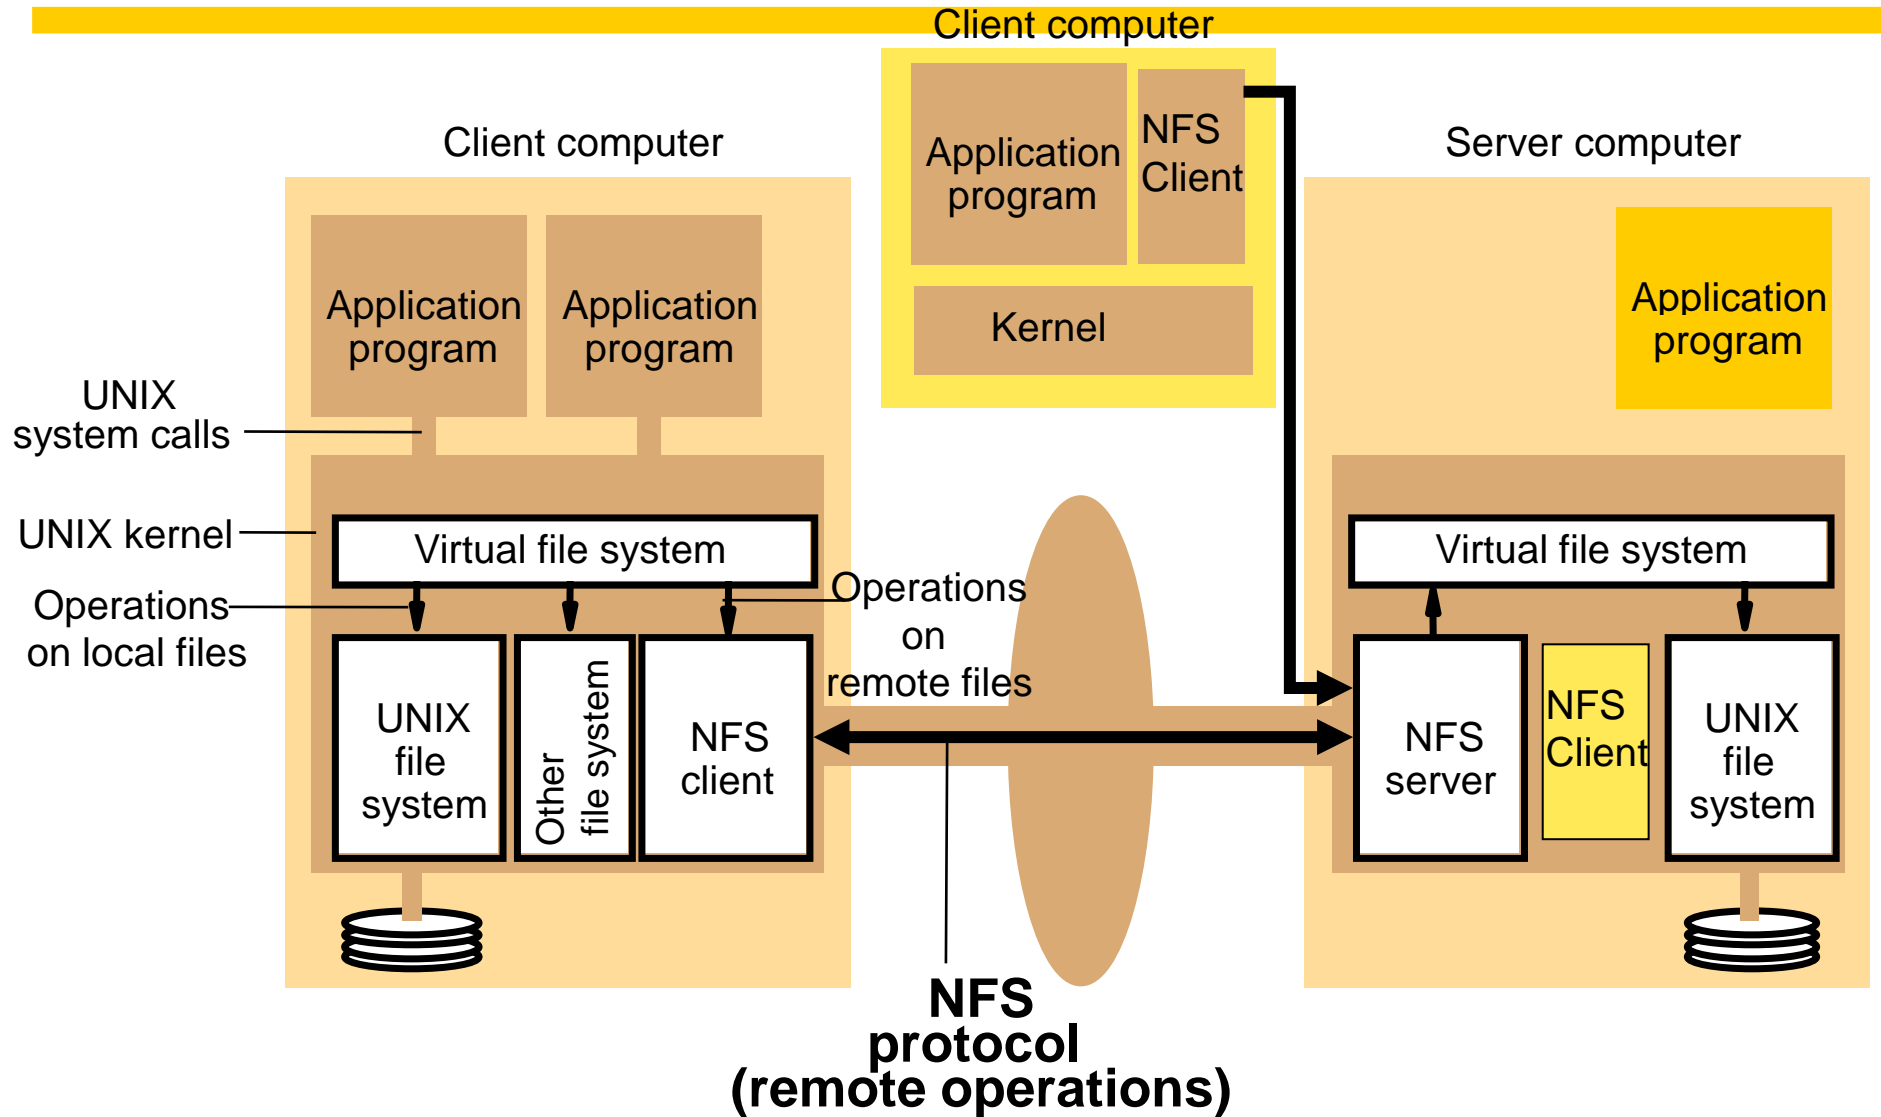 Client computer
Client computer
Server computer
Application
program
NFS
Client
Kernel
Application
program
Application
program
Application
program
UNIX
system calls
UNIX kernel
Virtual file system
Virtual file system
Operations
on local files
Operations
on
remote files
UNIX
file
system
Other
file system
NFS
client
NFS
server
NFS
Client
UNIX
file
system
NFS
protocol
(remote operations)